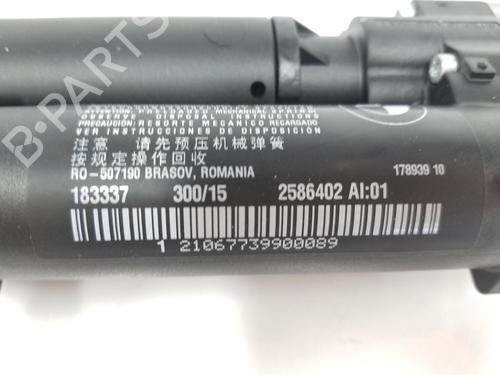 ATTENTION: PRELOADED MECHANICAL SPRING
OBSERVE DISPOSAL INSTRUCTIONS
PRECAUCIÓN: RESORTE MECANICO RECARGADO
VER INSTRUCCIONES DE DISPOSICIÓN
注意 请先预压机械弹簧
按规定操作回收
RO-507190 BRASOV, ROMANIA
178939 10
183337 300/15 2586402 AI:01
1 21067739900089
B-PARTS